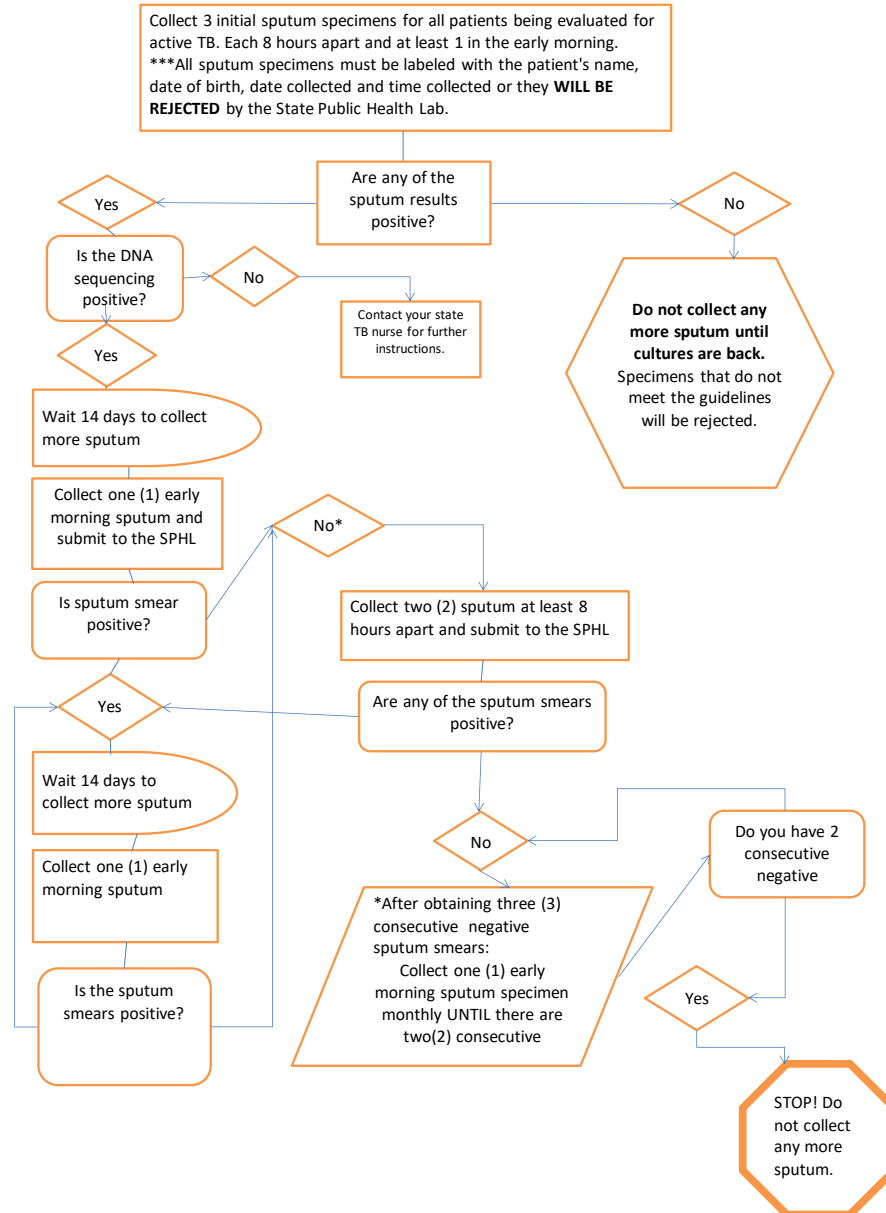 Collect 3 initial sputum specimens for all patients being evaluated for
active TB. Each 8 hours apart and at least 1 in the early morning.
***All sputum specimens must be labeled with the patient's name,
date of birth, date collected and time collected or they WILL BE
REJECTED by the State Public Health Lab.
Are any of the
sputum results
positive?
Yes
No
Is the DNA
sequencing
positive?
No
Contact your state
TB nurse for further
instructions.
Do not collect any
more sputum until
cultures are back.
Specimens that do not
meet the guidelines
will be rejected.
Yes
Wait 14 days to collect
more sputum
Collect one (1) early
morning sputum and
submit to the SPHL
Is sputum smear
positive?
No*
Collect two (2) sputum at least 8
hours apart and submit to the SPHL
Are any of the sputum smears
positive?
Yes
Wait 14 days to
collect more sputum
Collect one (1) early
morning sputum
Is the sputum
smears positive?
No
*After obtaining three (3)
consecutive negative
sputum smears:
Collect one (1) early
morning sputum specimen
monthly UNTIL there are
two(2) consecutive
Do you have 2
consecutive
negative
Yes
STOP! Do
not collect
any more
sputum.